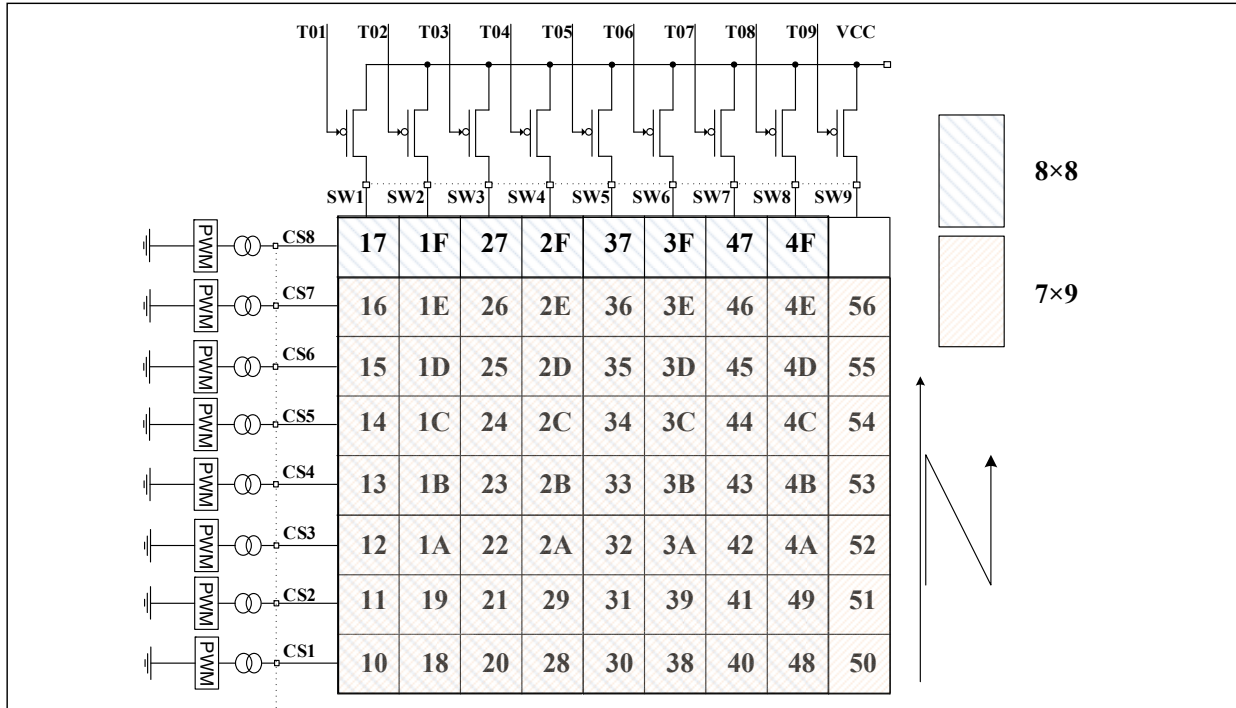 T01 T02 T03 T04 T05 T06 T07 T08 T09 VCC
SW1 SW2 SW3 SW4 SW5 SW6 SW7 SW8 SW9
PWM CS8 17 1F 27 2F 37 3F 47 4F
PWM CS7 16 1E 26 2E 36 3E 46 4E 56
PWM CS6 15 1D 25 2D 35 3D 45 4D 55
PWM CS5 14 1C 24 2C 34 3C 44 4C 54
PWM CS4 13 1B 23 2B 33 3B 43 4B 53
PWM CS3 12 1A 22 2A 32 3A 42 4A 52
PWM CS2 11 19 21 29 31 39 41 49 51
PWM CS1 10 18 20 28 30 38 40 48 50
8×8
7×9